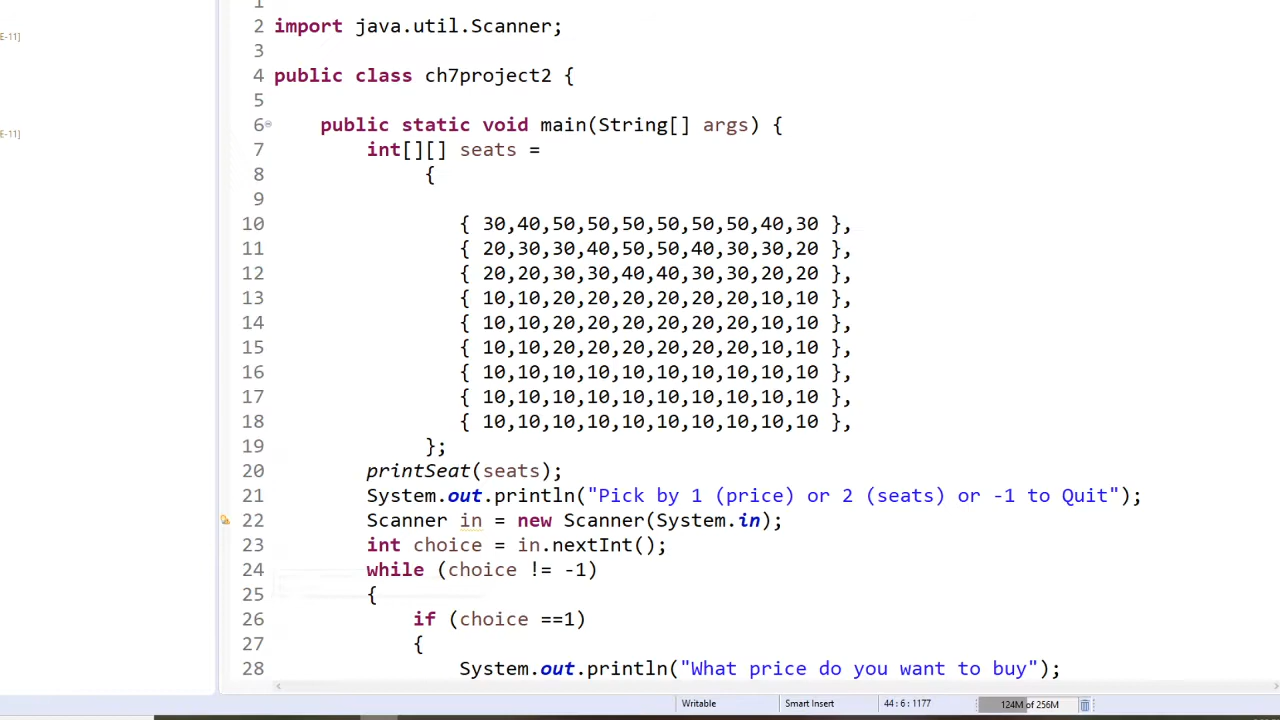 1
E-11]
2 import java.util.Scanner;
3
4 public class ch7project2 {
5
6 public static void main(String[] args) {
E-11]
7 int[][] seats =
8 {
9
10 { 30,40,50,50,50,50,50,50,40,30 },
11 { 20,30,30,40,50,50,40,30,30,20 },
12 { 20,20,30,30,40,40,30,30,20,20 },
13 { 10,10,20,20,20,20,20,20,10,10 },
14 { 10,10,20,20,20,20,20,20,10,10 },
15 { 10,10,20,20,20,20,20,20,10,10 },
16 { 10,10,10,10,10,10,10,10,10,10 },
17 { 10,10,10,10,10,10,10,10,10,10 },
18 { 10,10,10,10,10,10,10,10,10,10 },
19 };
20 printSeat(seats);
21 System.out.println("Pick by 1 (price) or 2 (seats) or -1 to Quit");
22 Scanner in = new Scanner(System.in);
23 int choice = in.nextInt();
24 while (choice != -1)
25 {
26 if (choice ==1)
27 {
28 System.out.println("What price do you want to buy");
Writable Smart Insert 44 : 6 : 1177 124M of 256M